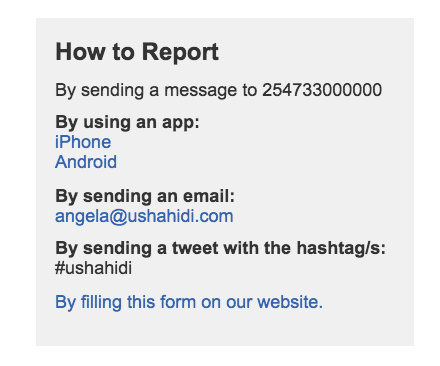 How to Report
By sending a message to 254733000000
By using an app:
iPhone
Android
By sending an email:
angela@ushahidi.com
By sending a tweet with the hashtag/s:
#ushahidi
By filling this form on our website.